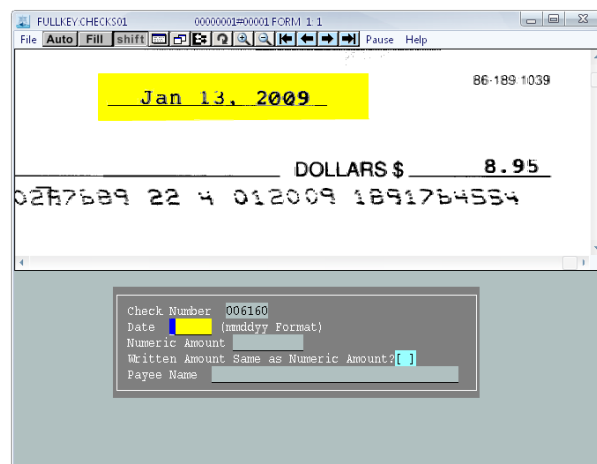 FULLKEY CHECKS01 00000001=00001 FORM 1: 1
File Auto Fill shift Pause Help
86-189 1039
Jan 13, 2009
DOLLARS $ 8.95
22 4 012009
Check Number 006160
Date (mmddyy Format)
Numeric Amount
Written Amount Same as Numeric Amount?[ ]
Payee Name